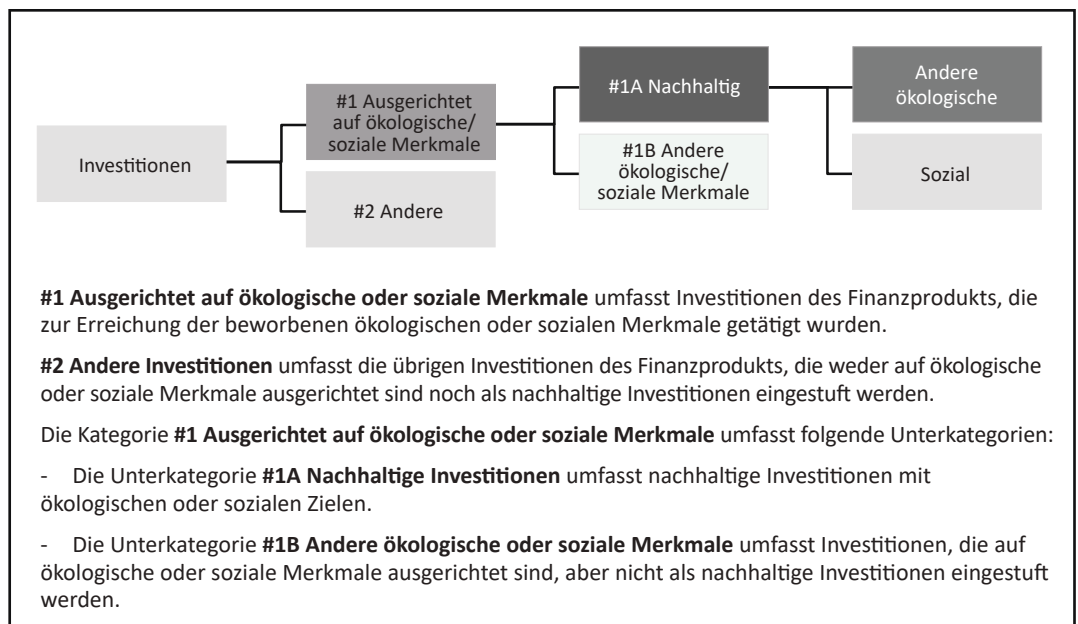 Investitionen
#1 Ausgerichtet
auf ökologische/
soziale Merkmale
#2 Andere
#1A Nachhaltig
#1B Andere
ökologische/
soziale Merkmale
Andere
ökologische
Sozial
#1 Ausgerichtet auf ökologische oder soziale Merkmale umfasst Investitionen des Finanzprodukts, die
zur Erreichung der beworbenen ökologischen oder sozialen Merkmale getätigt wurden.
#2 Andere Investitionen umfasst die übrigen Investitionen des Finanzprodukts, die weder auf ökologische
oder soziale Merkmale ausgerichtet sind noch als nachhaltige Investitionen eingestuft werden.
Die Kategorie #1 Ausgerichtet auf ökologische oder soziale Merkmale umfasst folgende Unterkategorien:
- Die Unterkategorie #1A Nachhaltige Investitionen umfasst nachhaltige Investitionen mit
ökologischen oder sozialen Zielen.
- Die Unterkategorie #1B Andere ökologische oder soziale Merkmale umfasst Investitionen, die auf
ökologische oder soziale Merkmale ausgerichtet sind, aber nicht als nachhaltige Investitionen eingestuft
werden.